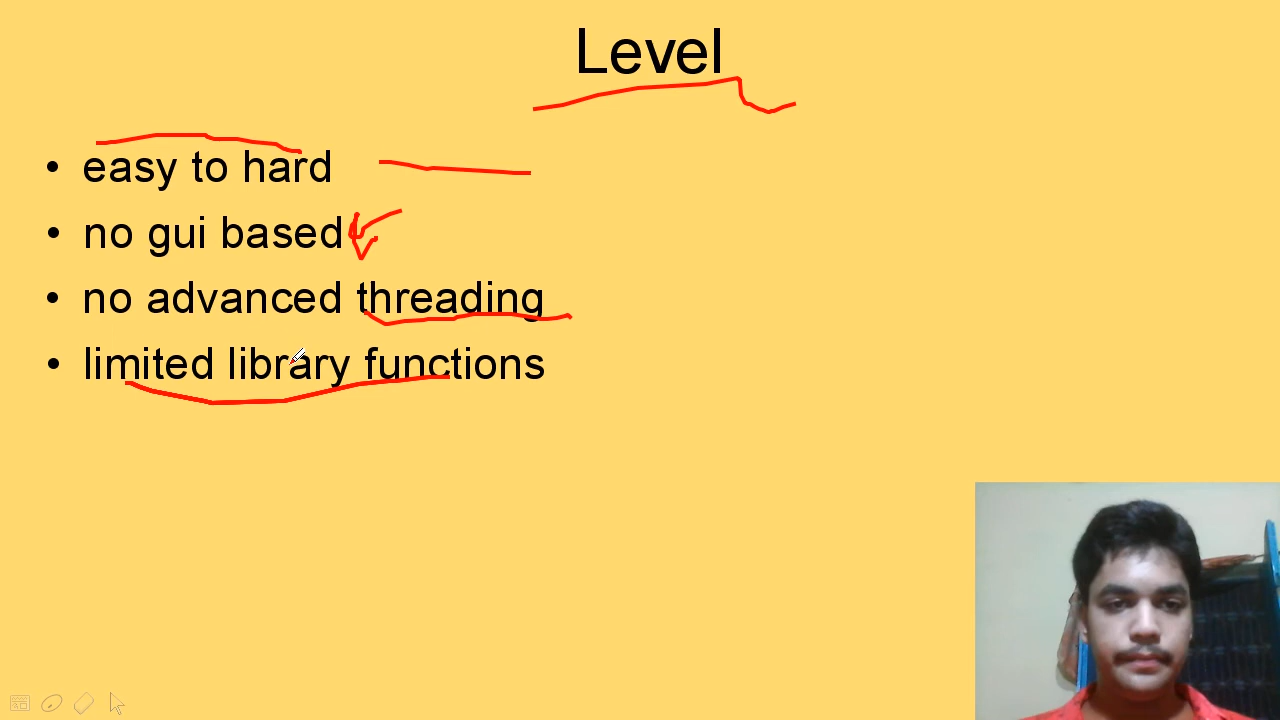 Level
• easy to hard
• no gui based
• no advanced threading
• limited library functions